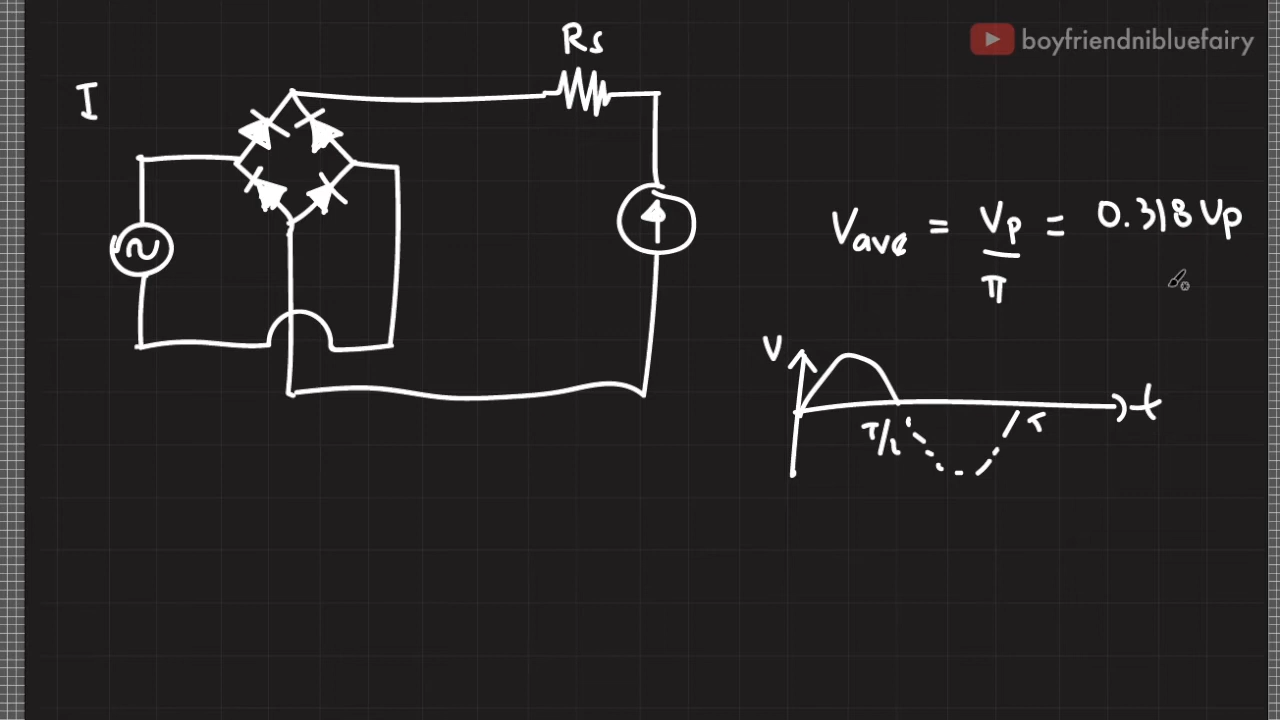 boyfriendnibluefairy
Rs
I
Vave = Vp/π = 0.318 Vp
V
t
T/2
T